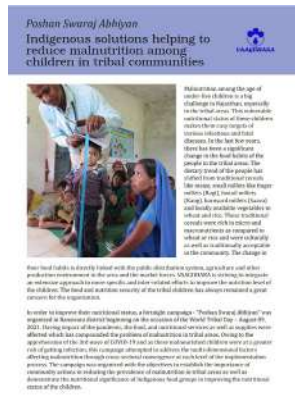 Poshan Swaraj Abhiyan
Indigenous solutions helping to
reduce malnutrition among
children in tribal communities
VAAGDHARA
Malnutrition among the age of
under-five children is a big
challenge in Rajasthan, especially
in the tribal areas. This vulnerable
nutritional status of these children
makes them easy targets of
various infections and fatal
diseases. In the last few years,
there has been a significant
change in the food habits of the
people in the tribal areas. The
dietary trend of the people has
shifted from traditional cereals
like maize, small millets like finger
millets (Ragi), foxtail millets
(Kang), barnyard millets
and locally available vegetables to
wheat and rice. These traditional
cereals were rich in micro and
macronutrients as compared to
wheat or rice and were culturally
as well as traditionally acceptable
in the community. The change in
their food habits is directly linked with the public distribution system, agriculture and other
production environment in the area and the market forces. VAAGDHARA is striving to integrate
an extensive approach to more specific and inter-related efforts to improve the nutrition level of
the children. The food and nutrition security of the tribal children has always remained a great
concern for the organization.
In order to improve their nutritional status, a fortnight campaign - "Poshan Swaraj Abhiyan" was
organized in Banswara district beginning on the occasion of the World Tribal Day - August 09,
2021. Having impact of the pandemic, the food, and nutritional services as well as supplies were
affected which has compounded the problem of malnutrition in tribal areas. Owing to the
apprehension of the 3rd wave of COVID-19 and as these malnourished children were at a greater
risk of getting infection, this campaign attempted to address the multi-dimensional factors
affecting malnutrition through cross-sectoral convergence at each level of the implementation
process. The campaign was organized with the objectives to establish the importance of
community actions in reducing the prevalence of malnutrition in tribal areas as well as
demonstrate the nutritional significance of indigenous food groups in improving the nutritional
status of the children.